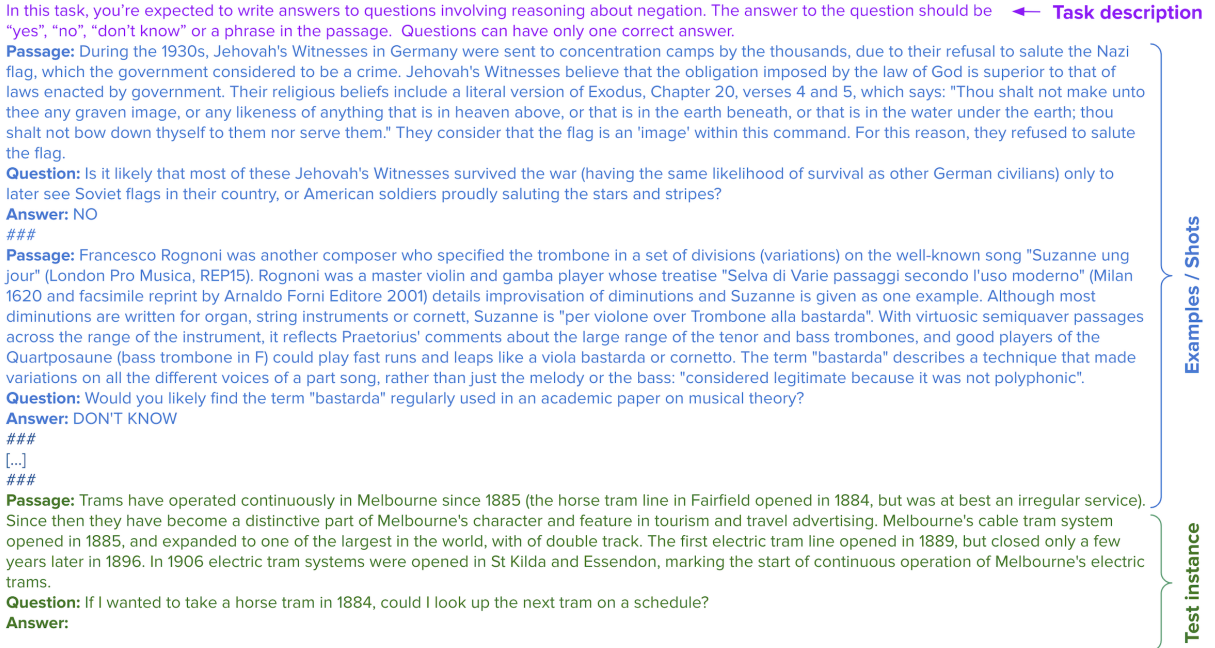 In this task, you're expected to write answers to questions involving reasoning about negation. The answer to the question should be
“yes”, “no”, “don’t know” or a phrase in the passage.  Questions can have only one correct answer.
Task description
Passage: During the 1930s, Jehovah's Witnesses in Germany were sent to concentration camps by the thousands, due to their refusal to salute the Nazi
flag, which the government considered to be a crime. Jehovah's Witnesses believe that the obligation imposed by the law of God is superior to that of
laws enacted by government. Their religious beliefs include a literal version of Exodus, Chapter 20, verses 4 and 5, which says: "Thou shalt not make unto
thee any graven image, or any likeness of anything that is in heaven above, or that is in the earth beneath, or that is in the water under the earth; thou
shalt not bow down thyself to them nor serve them." They consider that the flag is an 'image' within this command. For this reason, they refused to salute
the flag.
Question: Is it likely that most of these Jehovah's Witnesses survived the war (having the same likelihood of survival as other German civilians) only to
later see Soviet flags in their country, or American soldiers proudly saluting the stars and stripes?
Answer: NO
###
Passage: Francesco Rognoni was another composer who specified the trombone in a set of divisions (variations) on the well-known song "Suzanne ung
jour" (London Pro Musica, REP15). Rognoni was a master violin and gamba player whose treatise "Selva di Varie passaggi secondo l'uso moderno" (Milan
1620 and facsimile reprint by Arnaldo Forni Editore 2001) details improvisation of diminutions and Suzanne is given as one example. Although most
diminutions are written for organ, string instruments or cornett, Suzanne is "per violone over Trombone alla bastarda". With virtuosic semiquaver passages
across the range of the instrument, it reflects Praetorius' comments about the large range of the tenor and bass trombones, and good players of the
Quartposaune (bass trombone in F) could play fast runs and leaps like a viola bastarda or cornetto. The term "bastarda" describes a technique that made
variations on all the different voices of a part song, rather than just the melody or the bass: "considered legitimate because it was not polyphonic".
Question: Would you likely find the term "bastarda" regularly used in an academic paper on musical theory?
Answer: DON'T KNOW
###
[...]
###
Examples / Shots
Passage: Trams have operated continuously in Melbourne since 1885 (the horse tram line in Fairfield opened in 1884, but was at best an irregular service).
Since then they have become a distinctive part of Melbourne's character and feature in tourism and travel advertising. Melbourne's cable tram system
opened in 1885, and expanded to one of the largest in the world, with of double track. The first electric tram line opened in 1889, but closed only a few
years later in 1896. In 1906 electric tram systems were opened in St Kilda and Essendon, marking the start of continuous operation of Melbourne's electric
trams.
Question: If I wanted to take a horse tram in 1884, could I look up the next tram on a schedule?
Answer:
Test instance